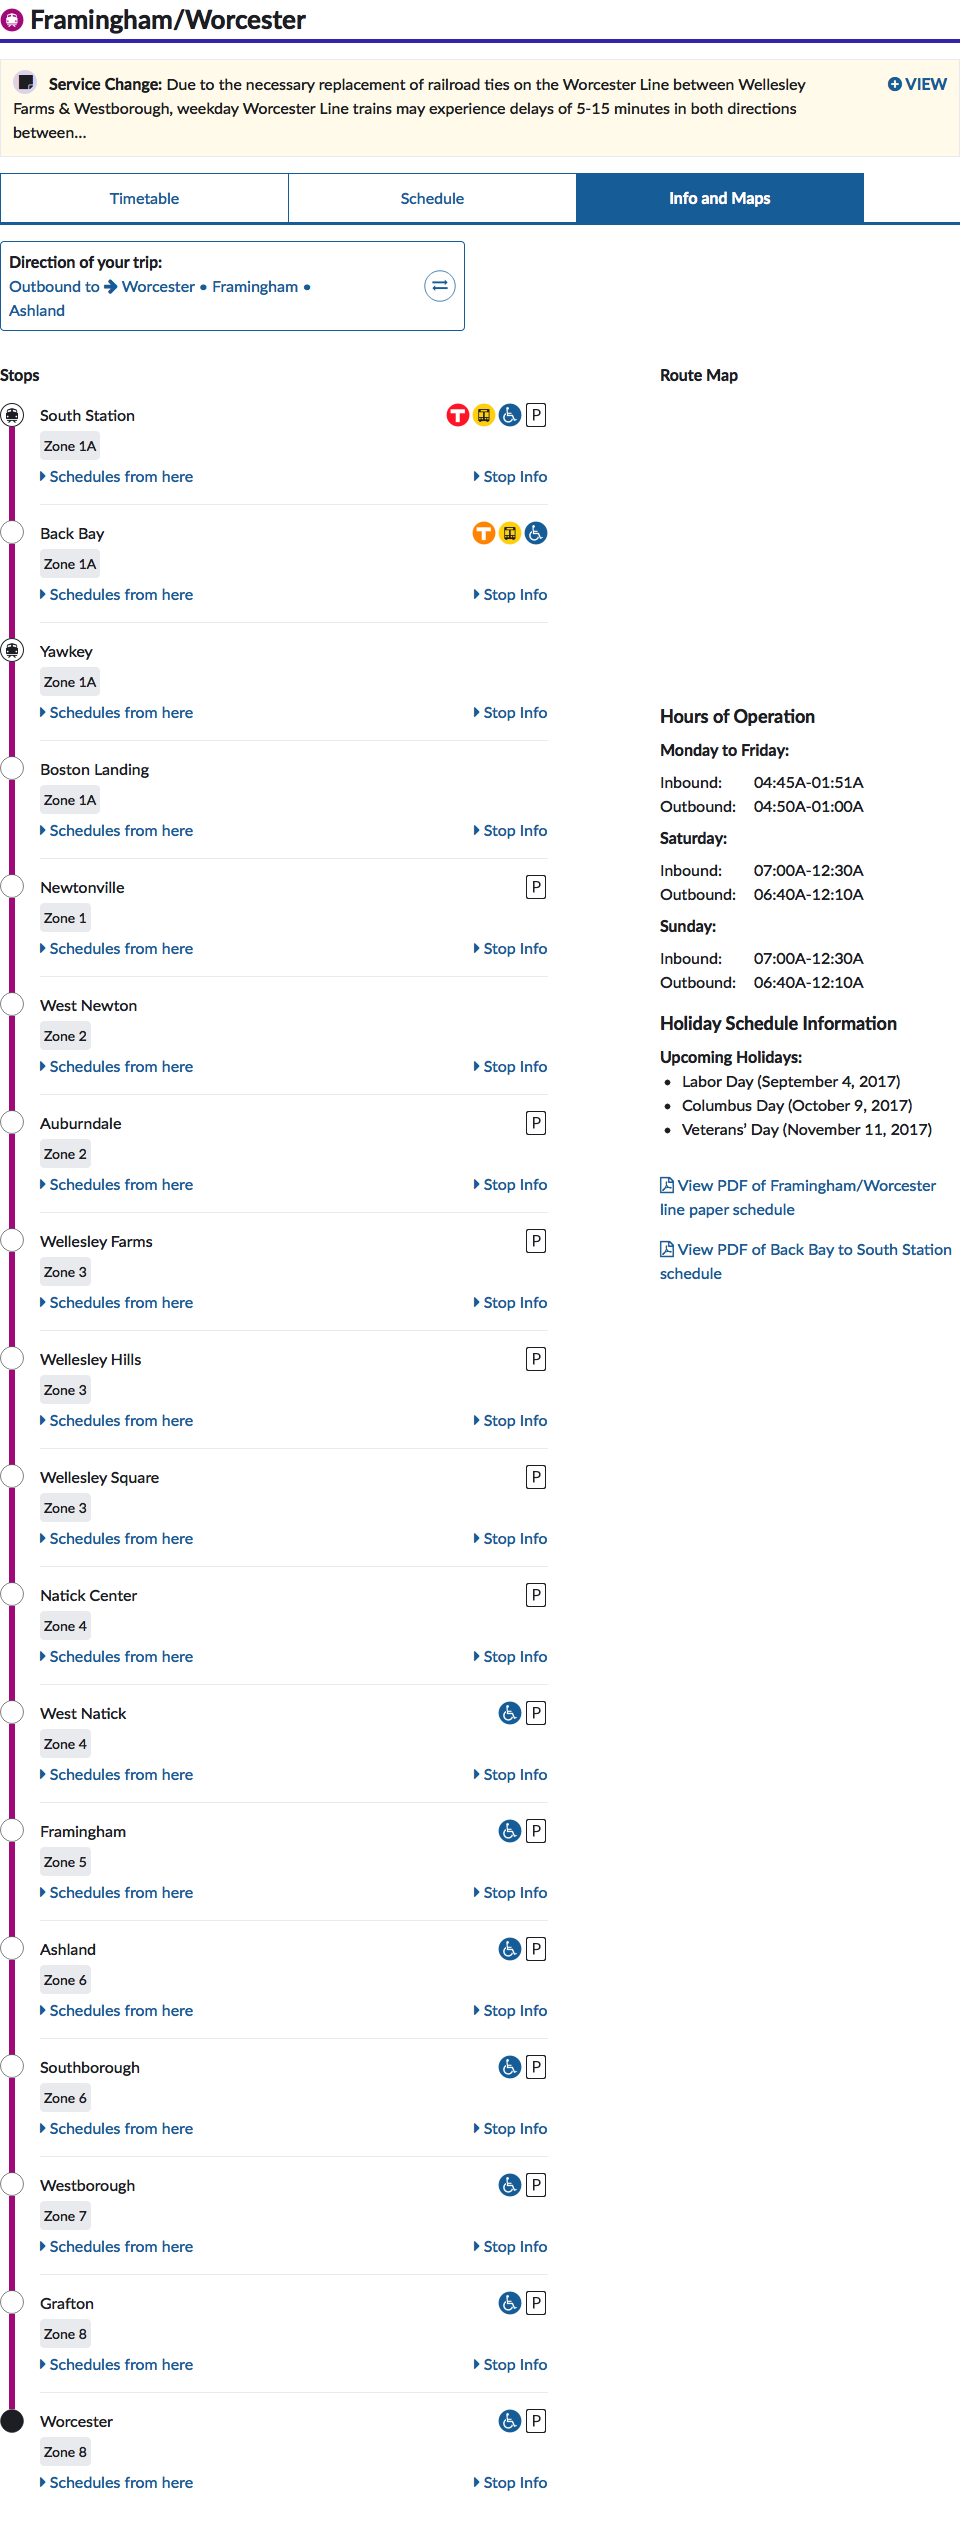 Framingham/Worcester
Service Change: Due to the necessary replacement of railroad ties on the Worcester Line between Wellesley
Farms & Westborough, weekday Worcester Line trains may experience delays of 5-15 minutes in both directions
between...
VIEW
Timetable
Schedule
Info and Maps
Direction of your trip:
Outbound to Worcester • Framingham •
Ashland
Stops
South Station
T
P
Zone 1A
Schedules from here
Stop Info
Back Bay
T
Zone 1A
Schedules from here
Stop Info
Yawkey
Zone 1A
Schedules from here
Stop Info
Boston Landing
Zone 1A
Schedules from here
Stop Info
Newtonville
P
Zone 1
Schedules from here
Stop Info
West Newton
Zone 2
Schedules from here
Stop Info
Auburndale
P
Zone 2
Schedules from here
Stop Info
Wellesley Farms
P
Zone 3
Schedules from here
Stop Info
Wellesley Hills
P
Zone 3
Schedules from here
Stop Info
Wellesley Square
P
Zone 3
Schedules from here
Stop Info
Natick Center
P
Zone 4
Schedules from here
Stop Info
West Natick
P
Zone 4
Schedules from here
Stop Info
Framingham
P
Zone 5
Schedules from here
Stop Info
Ashland
P
Zone 6
Schedules from here
Stop Info
Southborough
P
Zone 6
Schedules from here
Stop Info
Westborough
P
Zone 7
Schedules from here
Stop Info
Grafton
P
Zone 8
Schedules from here
Stop Info
Worcester
P
Zone 8
Schedules from here
Stop Info
Route Map
Hours of Operation
Monday to Friday:
Inbound: 04:45A-01:51A
Outbound: 04:50A-01:00A
Saturday:
Inbound: 07:00A-12:30A
Outbound: 06:40A-12:10A
Sunday:
Inbound: 07:00A-12:30A
Outbound: 06:40A-12:10A
Holiday Schedule Information
Upcoming Holidays:
• Labor Day (September 4, 2017)
• Columbus Day (October 9, 2017)
• Veterans’ Day (November 11, 2017)
View PDF of Framingham/Worcester
line paper schedule
View PDF of Back Bay to South Station
schedule